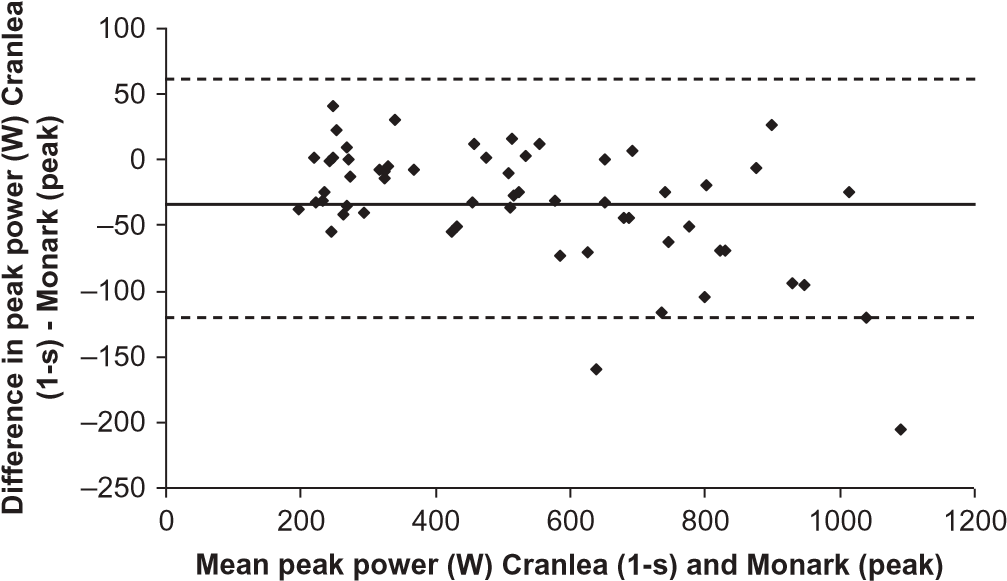 Difference in peak power (W) Cranlea
(1-s) - Monark (peak)
100
50
0
–50
–100
–150
–200
–250
0 200 400 600 800 1000 1200
Mean peak power (W) Cranlea (1-s) and Monark (peak)